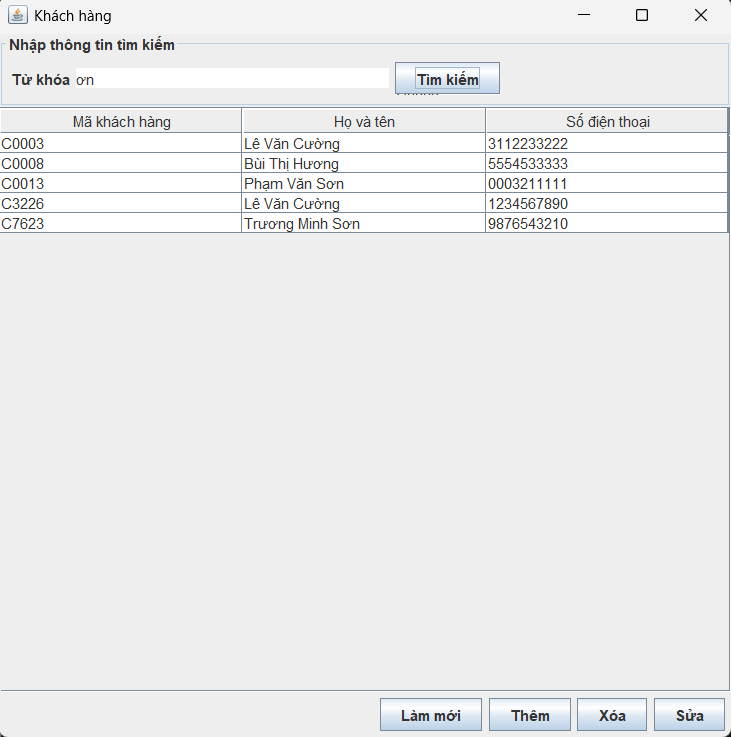 Khách hàng
Nhập thông tin tìm kiếm
Từ khóa ơn Tìm kiếm
Mã khách hàng Họ và tên Số điện thoại
C0003 Lê Văn Cường 3112233222
C0008 Bùi Thị Hương 5554533333
C0013 Phạm Văn Sơn 0003211111
C3226 Lê Văn Cường 1234567890
C7623 Trương Minh Sơn 9876543210
Làm mới Thêm Xóa Sửa